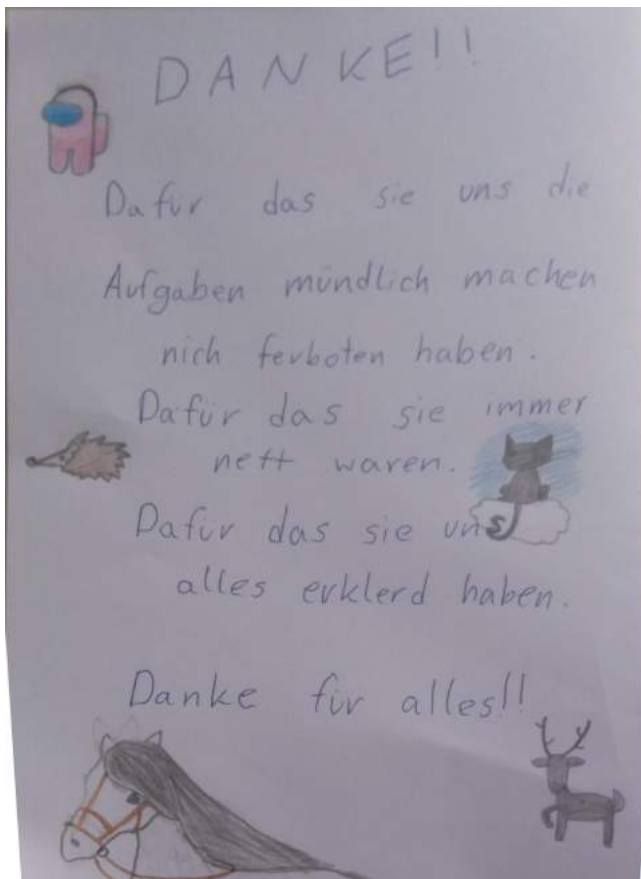 DANKE!!
Dafür das sie uns die
Aufgaben mündlich machen
nich ferboten haben.
Dafür das sie immer
nett waren.
Dafür das sie uns
alles erklerd haben.
Danke für alles!!